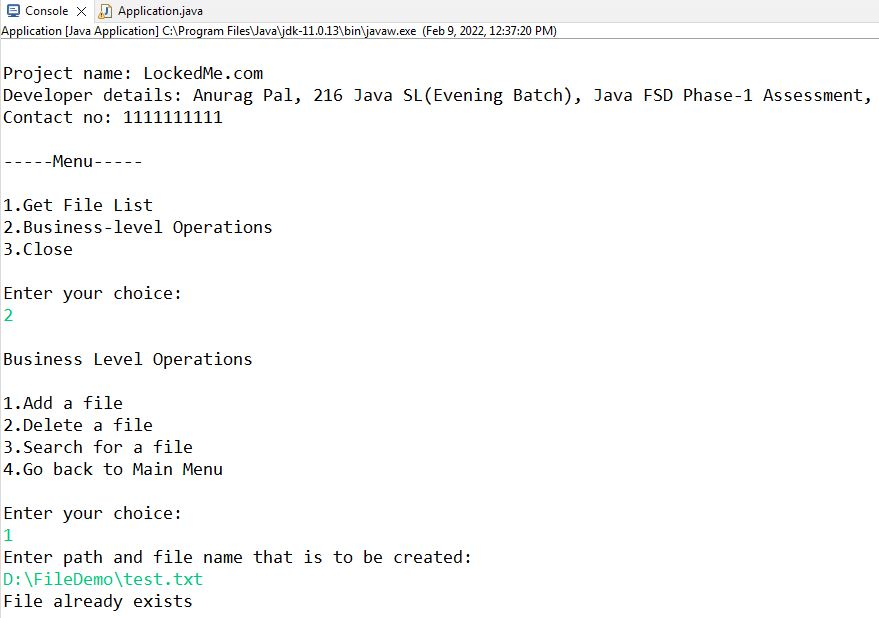 Console Application.java
Application [Java Application] C:\Program Files\Java\jdk-11.0.13\bin\javaw.exe (Feb 9, 2022, 12:37:20 PM)
Project name: LockedMe.com
Developer details: Anurag Pal, 216 Java SL(Evening Batch), Java FSD Phase-1 Assessment,
Contact no: 1111111111
-----Menu-----
1.Get File List
2.Business-level Operations
3.Close
Enter your choice:
2
Business Level Operations
1.Add a file
2.Delete a file
3.Search for a file
4.Go back to Main Menu
Enter your choice:
1
Enter path and file name that is to be created:
D:\FileDemo\test.txt
File already exists